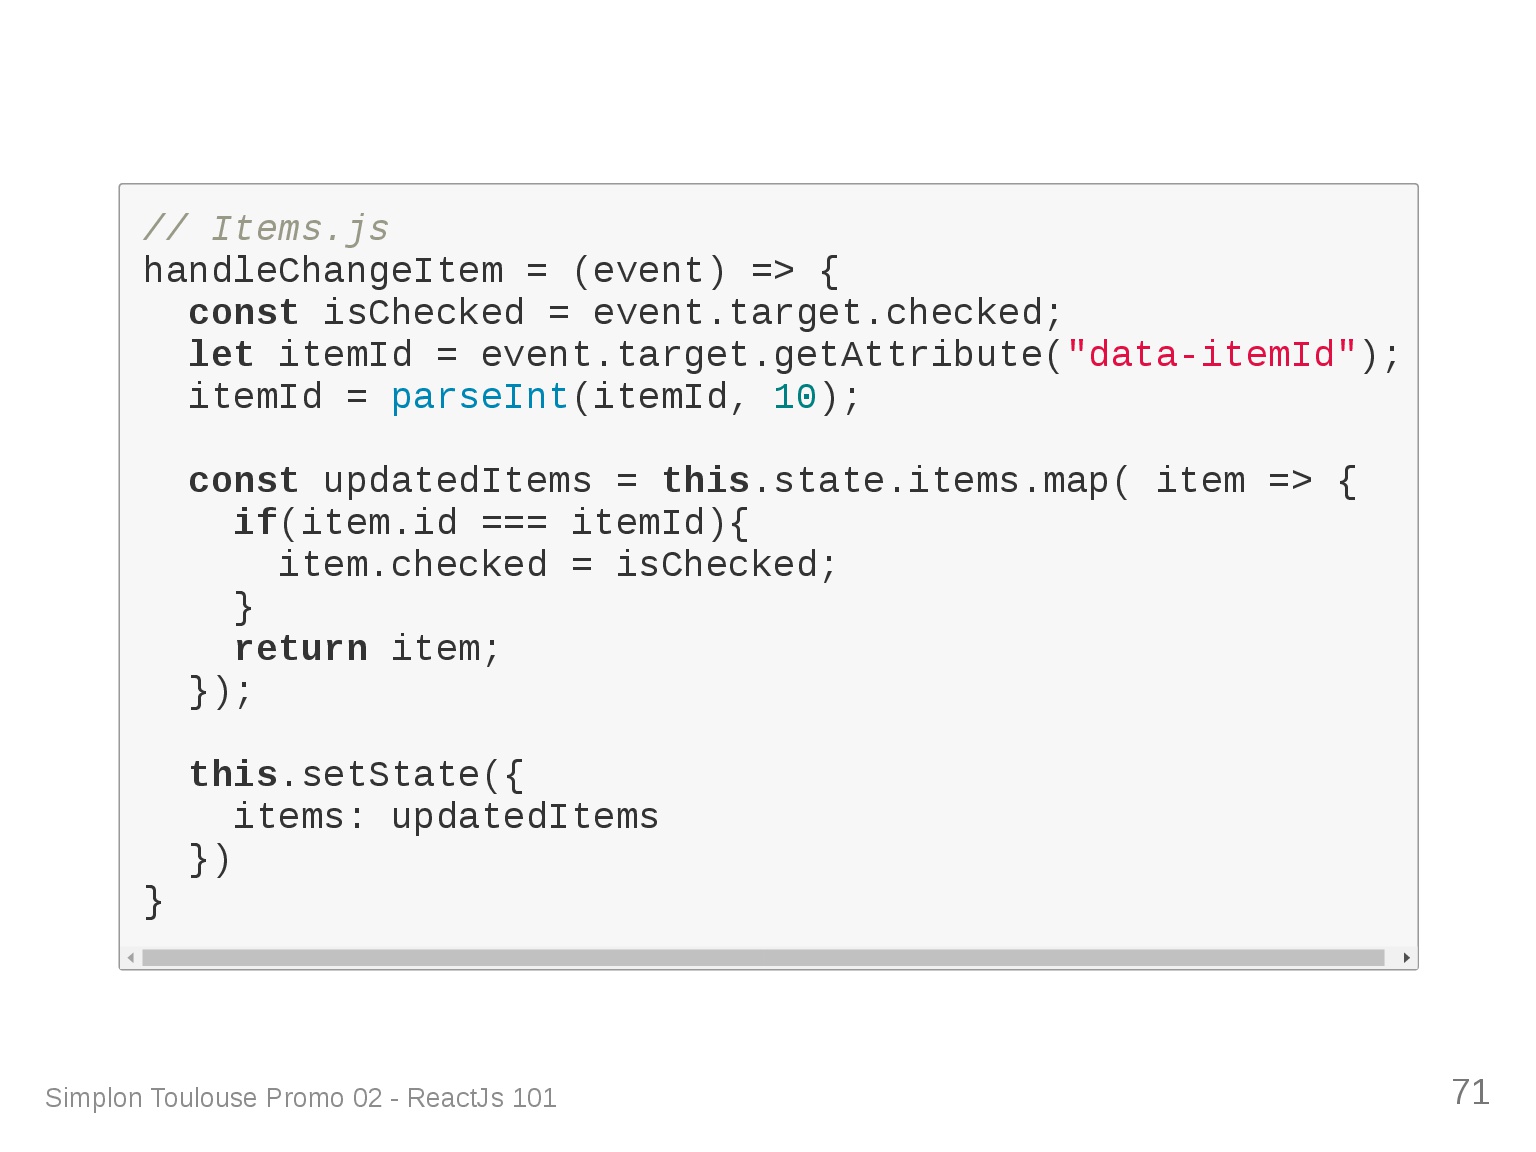 // Items.js
handleChangeItem = (event) => {
  const isChecked = event.target.checked;
  let itemId = event.target.getAttribute("data-itemId");
  itemId = parseInt(itemId, 10);

  const updatedItems = this.state.items.map( item => {
    if(item.id === itemId){
      item.checked = isChecked;
    }
    return item;
  });

  this.setState({
    items: updatedItems
  })
}
Simplon Toulouse Promo 02 - ReactJs 101
71